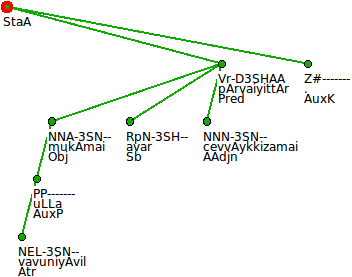 StaA
Vr-D3SHAA
pAryaiyittAr
Pred
Z#-------
.
AuxK
NNA-3SN--
mukAmai
Obj
RpN-3SH--
avar
Sb
NNN-3SN--
cevvAykkizamai
AAdjn
PP-------
uLLa
AuxP
NEL-3SN--
vavuniyAvil
Atr